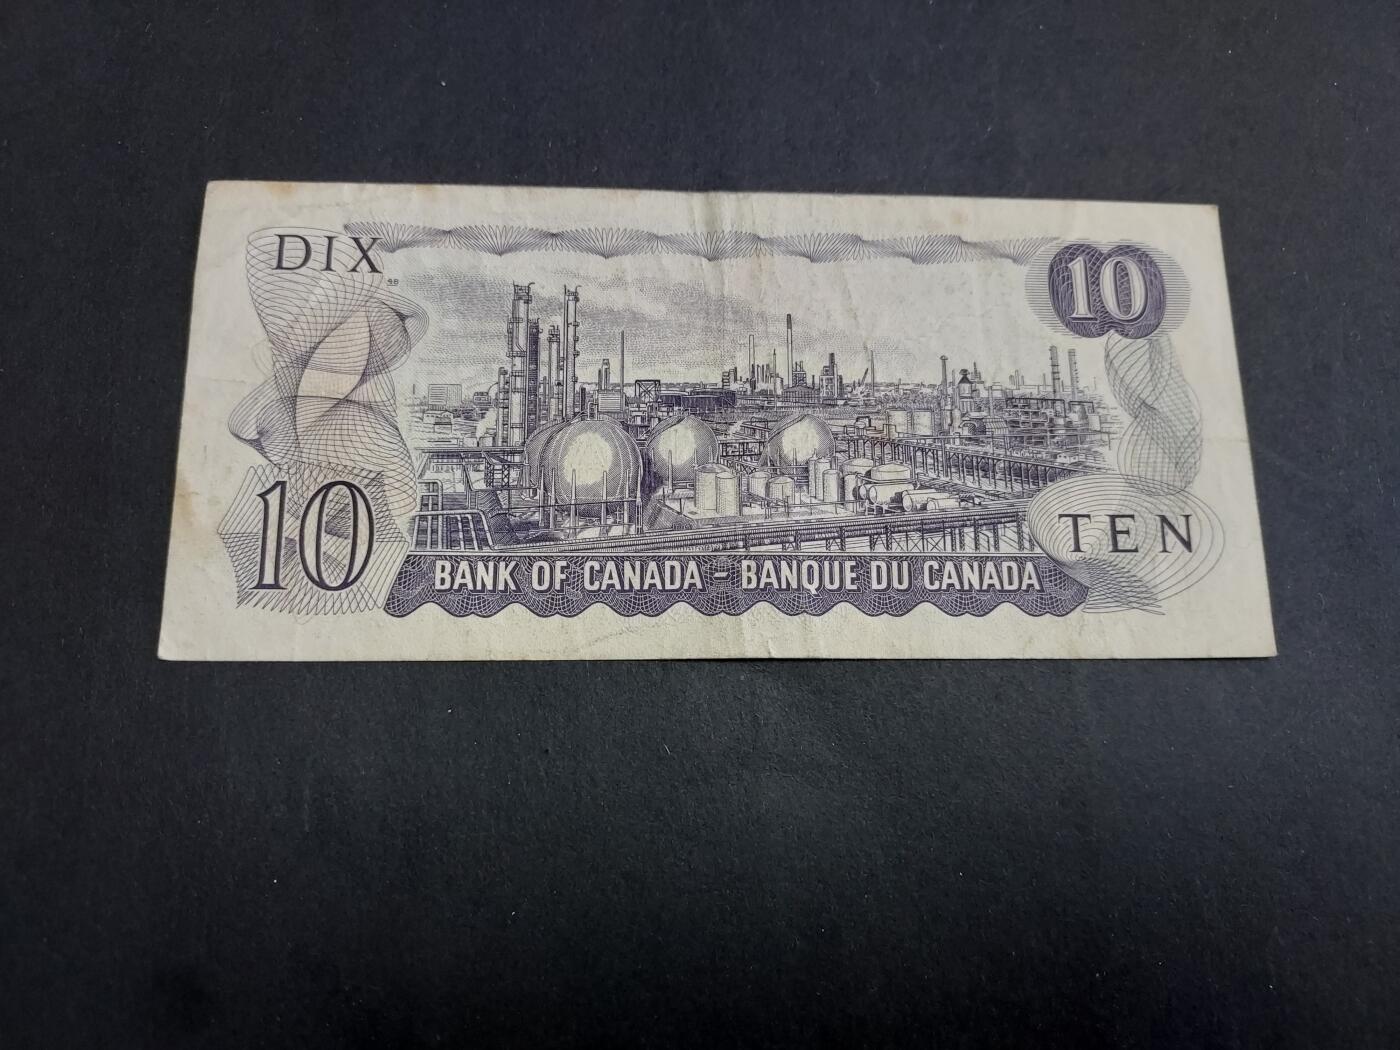 DIX
10
10
TEN
BANK OF CANADA – BANQUE DU CANADA